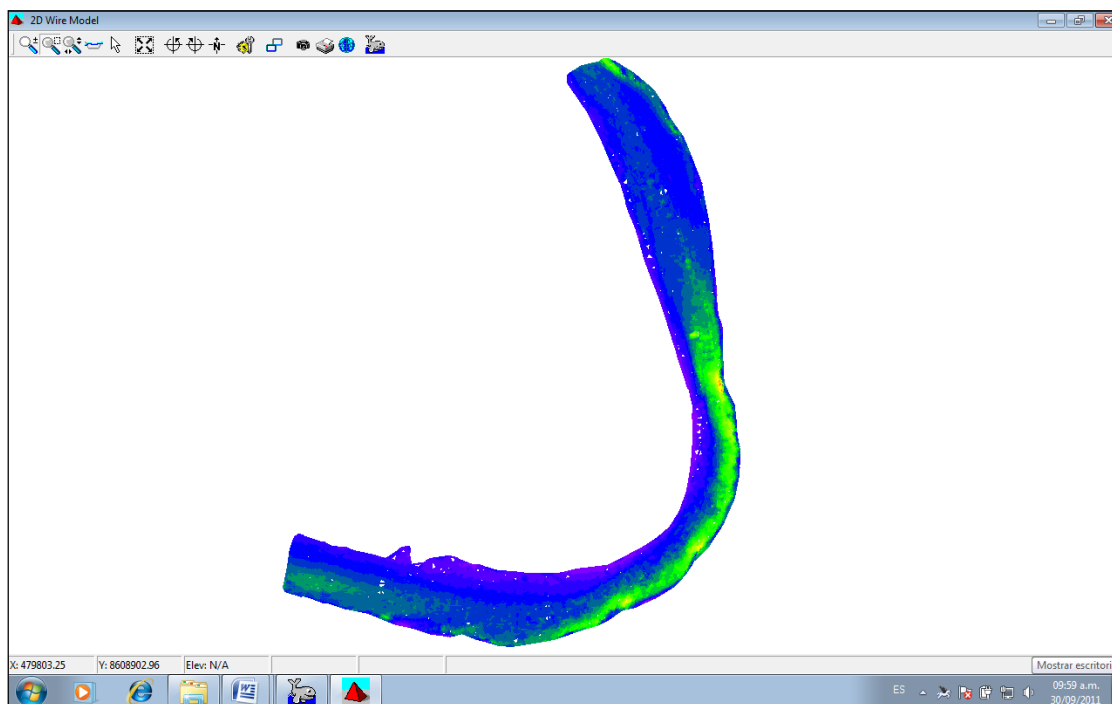 2D Wire Model
N
X: 479803.25 Y: 8608902.96 Elev: N/A
Mostrar escritori
ES 09:59 a.m.
30/09/2011